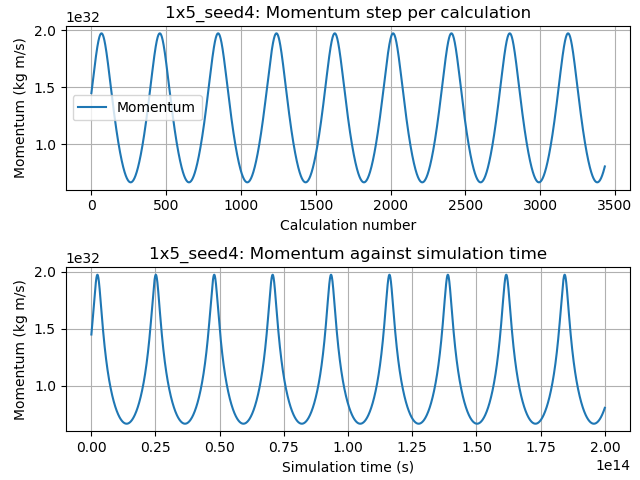 1x5_seed4: Momentum step per calculation
1e32
Momentum (kg m/s)
2.0
1.5
1.0
Momentum
0 500 1000 1500 2000 2500 3000 3500
Calculation number
1x5_seed4: Momentum against simulation time
1e32
Momentum (kg m/s)
2.0
1.5
1.0
0.00 0.25 0.50 0.75 1.00 1.25 1.50 1.75 2.00
Simulation time (s)
1e14